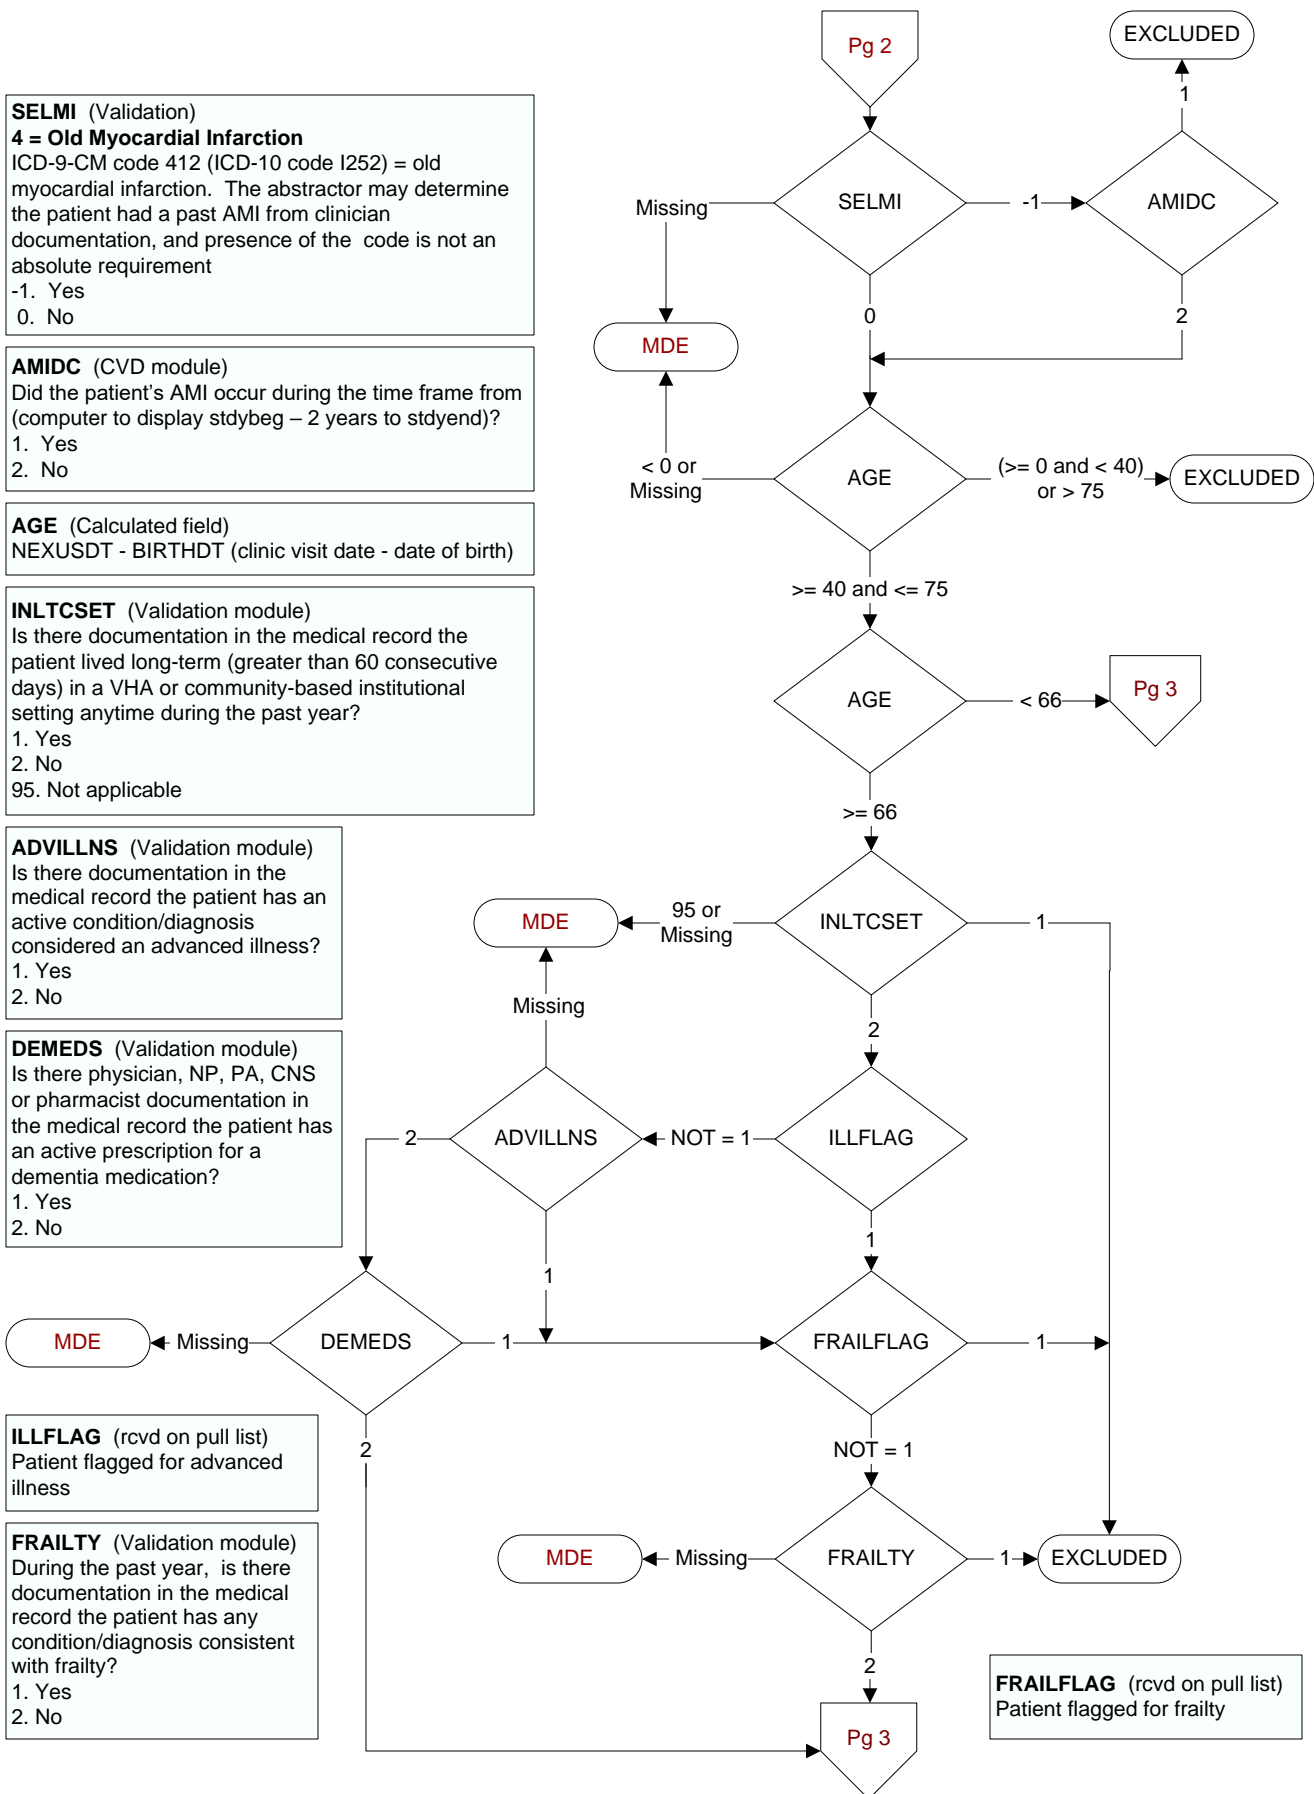 Pg 2
EXCLUDED
1
SELMI (Validation)
4 = Old Myocardial Infarction
ICD-9-CM code 412 (ICD-10 code I252) = old
myocardial infarction. The abstractor may determine
the patient had a past AMI from clinician
documentation, and presence of the code is not an
absolute requirement
-1. Yes
0. No
Missing
SELMI
-1
AMIDC
0
2
MDE
AMIDC (CVD module)
Did the patient's AMI occur during the time frame from
(computer to display stdybeg – 2 years to stdyend)?
1. Yes
2. No
< 0 or
Missing
AGE
(>= 0 and < 40)
or > 75
EXCLUDED
AGE (Calculated field)
NEXUSDT - BIRTHDT (clinic visit date - date of birth)
>= 40 and <= 75
INLTCSET (Validation module)
Is there documentation in the medical record the
patient lived long-term (greater than 60 consecutive
days) in a VHA or community-based institutional
setting anytime during the past year?
1. Yes
2. No
95. Not applicable
AGE
< 66
Pg 3
>= 66
ADVILLNS (Validation module)
Is there documentation in the
medical record the patient has an
active condition/diagnosis
considered an advanced illness?
1. Yes
2. No
MDE
95 or
Missing
INLTCSET
1
Missing
2
DEMEDS (Validation module)
Is there physician, NP, PA, CNS
or pharmacist documentation in
the medical record the patient has
an active prescription for a
dementia medication?
1. Yes
2. No
2
ADVILLNS
NOT = 1
ILLFLAG
1
1
MDE
Missing
DEMEDS
1
FRAILFLAG
1
ILLFLAG (rcvd on pull list)
Patient flagged for advanced
illness
2
NOT = 1
FRAILTY (Validation module)
During the past year, is there
documentation in the medical
record the patient has any
condition/diagnosis consistent
with frailty?
1. Yes
2. No
MDE
Missing
FRAILTY
1
EXCLUDED
2
FRAILFLAG (rcvd on pull list)
Patient flagged for frailty
Pg 3